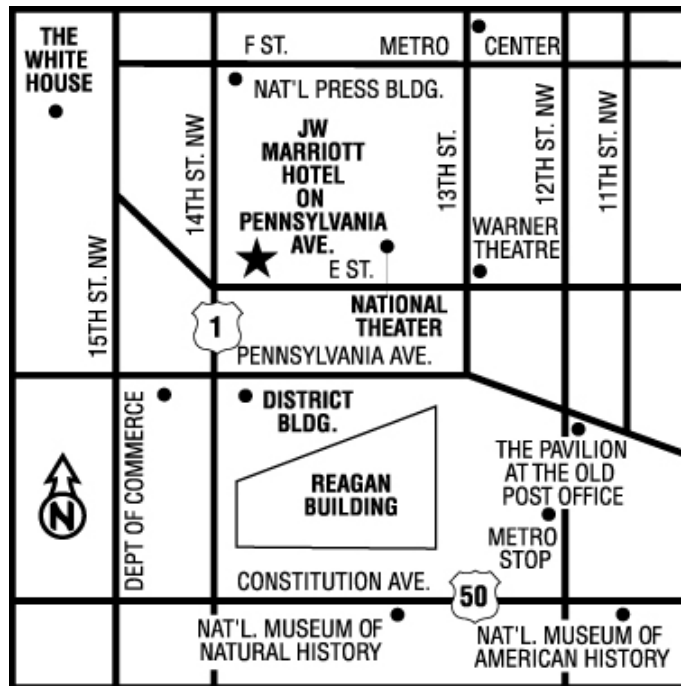 THE
WHITE
HOUSE
F ST.
METRO
CENTER
NAT'L PRESS BLDG.
14TH ST. NW
JW
MARRIOTT
HOTEL
ON
PENNSYLVANIA
AVE.
13TH ST.
12TH ST. NW
11TH ST. NW
WARNER
THEATRE
E ST.
15TH ST. NW
1
NATIONAL
THEATER
PENNSYLVANIA AVE.
DEPT OF COMMERCE
DISTRICT
BLDG.
REAGAN
BUILDING
THE PAVILION
AT THE OLD
POST OFFICE
METRO
STOP
N
CONSTITUTION AVE.
50
NAT'L. MUSEUM OF
NATURAL HISTORY
NAT'L. MUSEUM OF
AMERICAN HISTORY